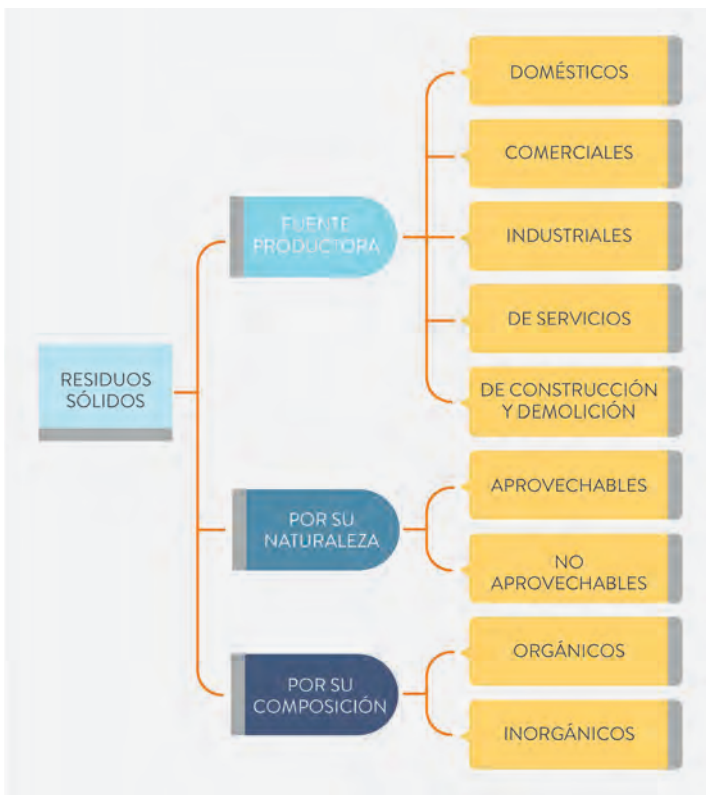 RESIDUOS
SÓLIDOS
FUENTE
PRODUCTORA
DOMÉSTICOS
COMERCIALES
INDUSTRIALES
DE SERVICIOS
DE CONSTRUCCIÓN
Y DEMOLICIÓN
POR SU
NATURALEZA
APROVECHABLES
NO
APROVECHABLES
POR SU
COMPOSICIÓN
ORGÁNICOS
INORGÁNICOS